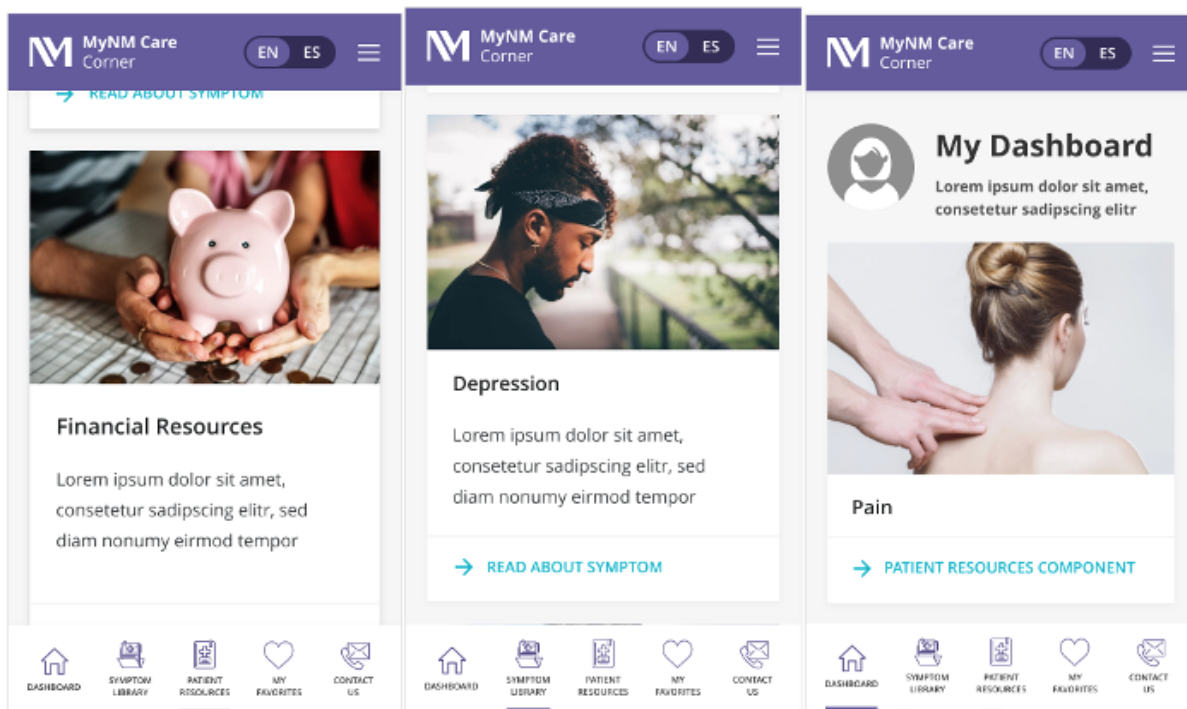 MyNM Care
Corner
EN ES
READ ABOUT SYMPTOM
Financial Resources
Lorem ipsum dolor sit amet,
consetetur sadipscing elitr, sed
diam nonumy eirmod tempor
DASHBOARD
SYMPTOM
LIBRARY
PATIENT
RESOURCES
MY
FAVORITES
CONTACT
US
MyNM Care
Corner
EN ES
Depression
Lorem ipsum dolor sit amet,
consetetur sadipscing elitr, sed
diam nonumy eirmod tempor
READ ABOUT SYMPTOM
DASHBOARD
SYMPTOM
LIBRARY
PATIENT
RESOURCES
MY
FAVORITES
CONTACT
US
MyNM Care
Corner
EN ES
My Dashboard
Lorem ipsum dolor sit amet,
consetetur sadipscing elitr
Pain
PATIENT RESOURCES COMPONENT
DASHBOARD
SYMPTOM
LIBRARY
PATIENT
RESOURCES
MY
FAVORITES
CONTACT
US